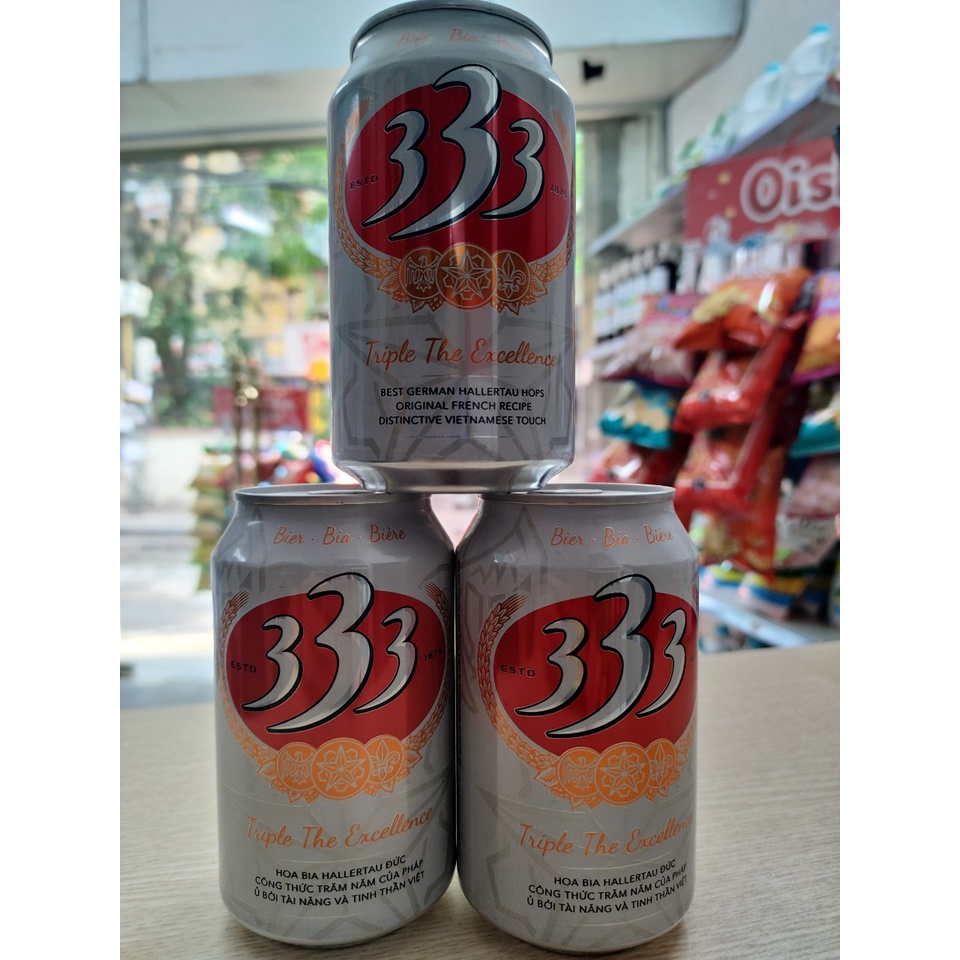 Bier · Bia
333
ESTD
Triple The Excellence
BEST GERMAN HALLERTAU HOPS
ORIGINAL FRENCH RECIPE
DISTINCTIVE VIETNAMESE TOUCH
Bier · Bia · Bière
333
ESTD 1875
Triple The Excellence
HOA BIA HALLERTAU ĐỨC
CÔNG THỨC TRĂM NĂM CỦA PHÁP
Ủ BỞI TÀI NĂNG VÀ TINH THẦN VIỆT
Bier · Bia · Bière
333
ESTD
Triple The Excellence
HOA BIA HALLERTAU ĐỨC
CÔNG THỨC TRĂM NĂM CỦA PHÁP
Ủ BỞI TÀI NĂNG VÀ TINH THẦN VIỆT
Oish